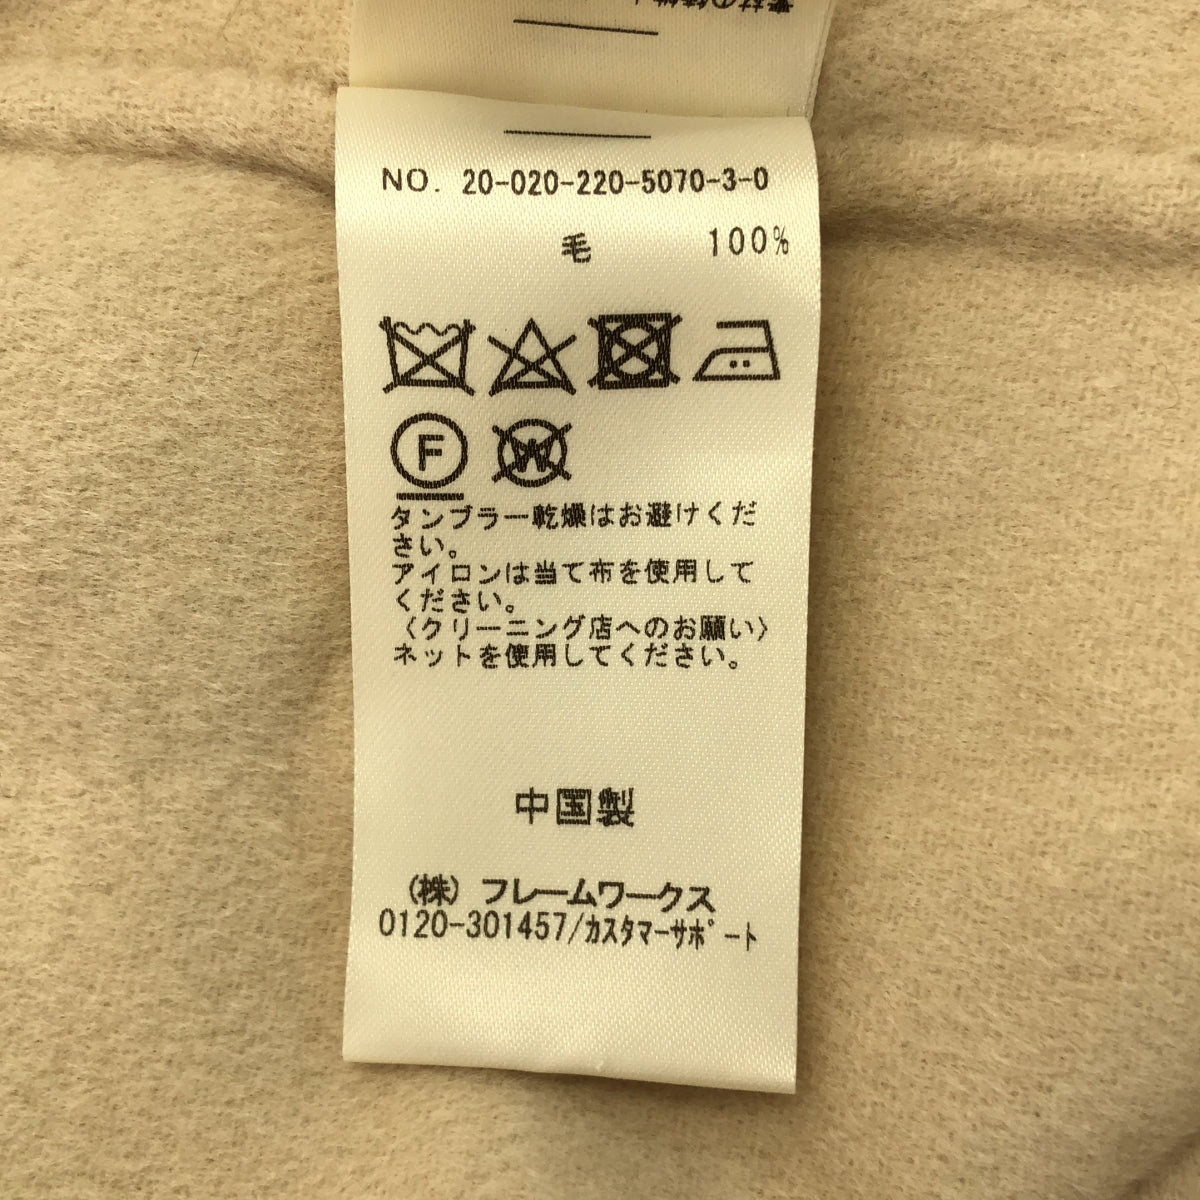 NO. 20-020-220-5070-3-0
毛 100%
F W
タンブラー乾燥はお避けくだ
さい。
アイロンは当て布を使用して
ください。
〈クリーニング店へのお願い〉
ネットを使用してください。
中国製
(株) フレームワークス
0120-301457/ｶｽﾀﾏｰｻﾎﾟｰﾄ